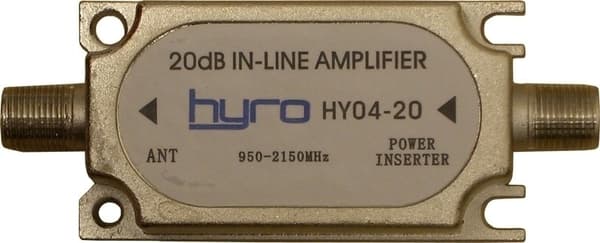 20dB IN-LINE AMPLIFIER
hyro HY04-20
ANT 950-2150MHz POWER
INSERTER